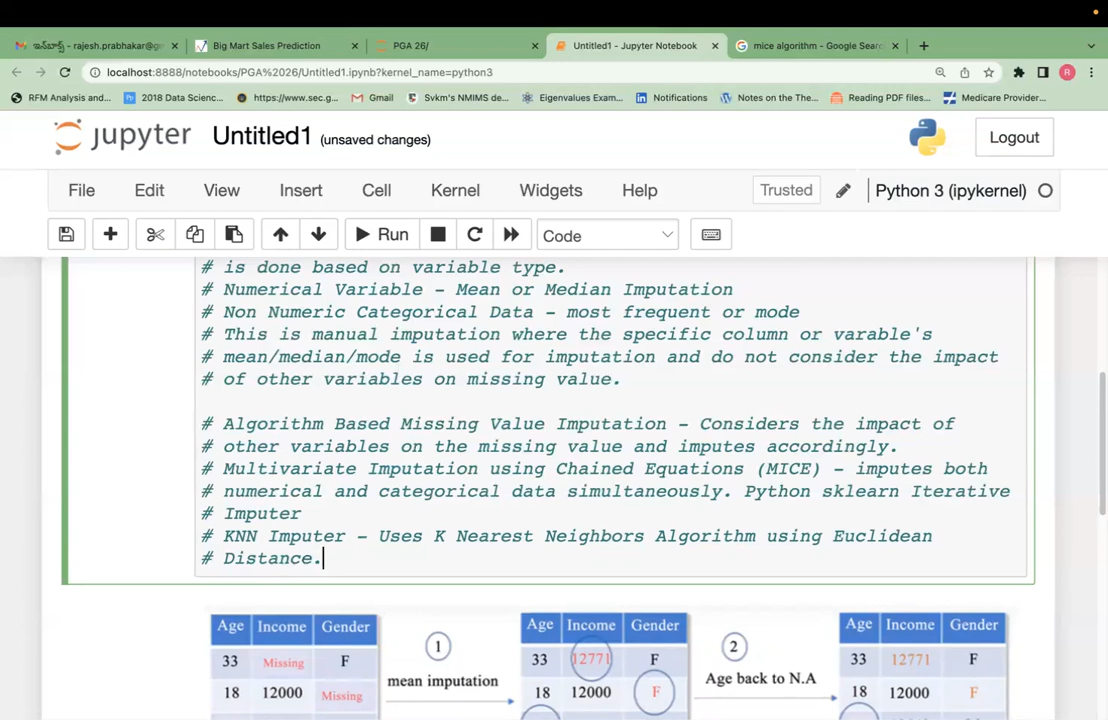 ఇన్‌బాక్స్ - rajesh.prabhakar@gm
Big Mart Sales Prediction
PGA 26/
Untitled1 - Jupyter Notebook
mice algorithm - Google Searc
localhost:8888/notebooks/PGA%2026/Untitled1.ipynb?kernel_name=python3
RFM Analysis and...
2018 Data Scienc...
https://www.sec.g...
Gmail
Svkm's NMIMS de...
Eigenvalues Exam...
Notifications
Notes on the The...
Reading PDF files...
Medicare Provider...
jupyter Untitled1 (unsaved changes)
Logout
File Edit View Insert Cell Kernel Widgets Help
Trusted
Python 3 (ipykernel)
Run
Code
# is done based on variable type.
# Numerical Variable - Mean or Median Imputation
# Non Numeric Categorical Data - most frequent or mode
# This is manual imputation where the specific column or varable's
# mean/median/mode is used for imputation and do not consider the impact
# of other variables on missing value.
# Algorithm Based Missing Value Imputation - Considers the impact of
# other variables on the missing value and imputes accordingly.
# Multivariate Imputation using Chained Equations (MICE) - imputes both
# numerical and categorical data simultaneously. Python sklearn Iterative
# Imputer
# KNN Imputer - Uses K Nearest Neighbors Algorithm using Euclidean
# Distance.
Age Income Gender
33 Missing F
18 12000 Missing
1
mean imputation
Age Income Gender
33 12771 F
18 12000 F
2
Age back to N.A
Age Income Gender
33 12771 F
18 12000 F